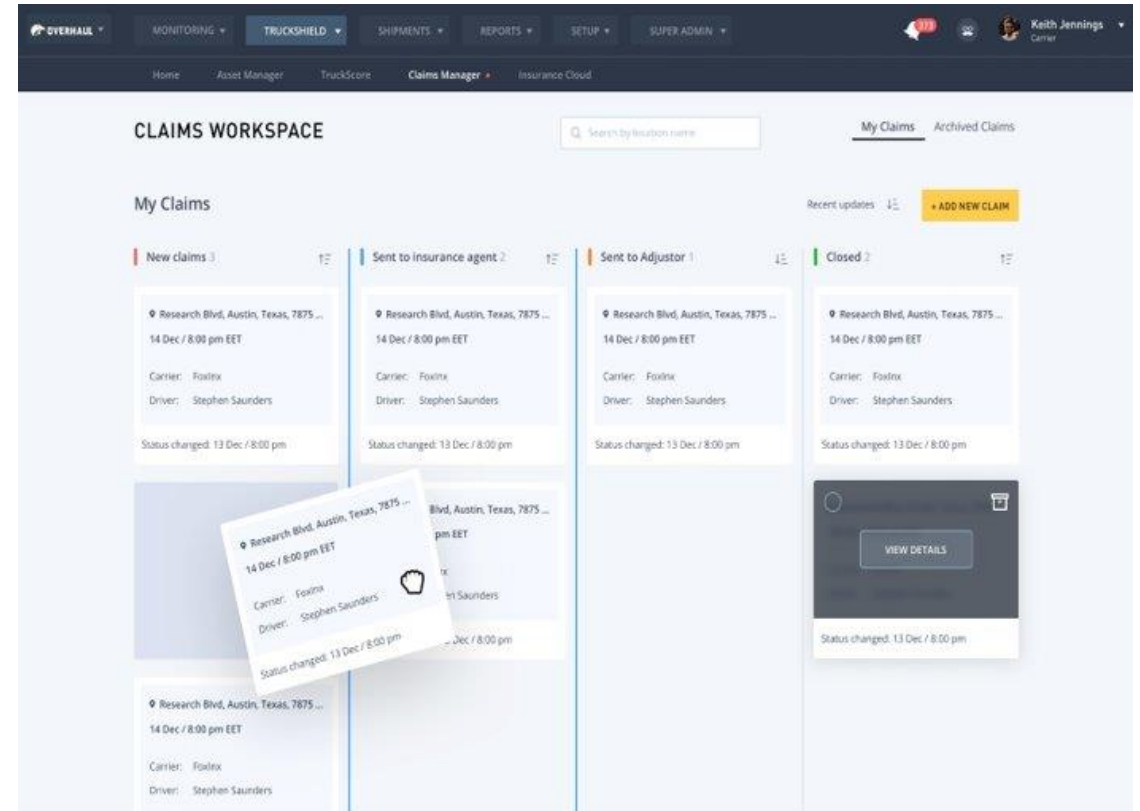 OVERHAUL
MONITORING
TRUCKSHIELD
SHIPMENTS
REPORTS
SETUP
SUPER ADMIN
373
Keith Jennings
Carrier
Home
Asset Manager
TruckScore
Claims Manager
Insurance Cloud
CLAIMS WORKSPACE
Search by location name
My Claims
Archived Claims
My Claims
Recent updates
+ ADD NEW CLAIM
New claims 3
Sent to insurance agent 2
Sent to Adjustor 1
Closed 2
Research Blvd, Austin, Texas, 7875 ...
14 Dec / 8:00 pm EET
Carrier: FoxInx
Driver: Stephen Saunders
Status changed: 13 Dec / 8:00 pm
Research Blvd, Austin, Texas, 7875 ...
14 Dec / 8:00 pm EET
Carrier: FoxInx
Driver: Stephen Saunders
Status changed: 13 Dec / 8:00 pm
Research Blvd, Austin, Texas, 7875 ...
14 Dec / 8:00 pm EET
Carrier: FoxInx
Driver: Stephen Saunders
Status changed: 13 Dec / 8:00 pm
Research Blvd, Austin, Texas, 7875 ...
14 Dec / 8:00 pm EET
Carrier: FoxInx
Driver: Stephen Saunders
Status changed: 13 Dec / 8:00 pm
Research Blvd, Austin, Texas, 7875 ...
14 Dec / 8:00 pm EET
Carrier: FoxInx
Driver: Stephen Saunders
Status changed: 13 Dec / 8:00 pm
Blvd, Austin, Texas, 7875 ...
pm EET
Saunders
Dec / 8:00 pm
VIEW DETAILS
Status changed: 13 Dec / 8:00 pm
Research Blvd, Austin, Texas, 7875 ...
14 Dec / 8:00 pm EET
Carrier: FoxInx
Driver: Stephen Saunders